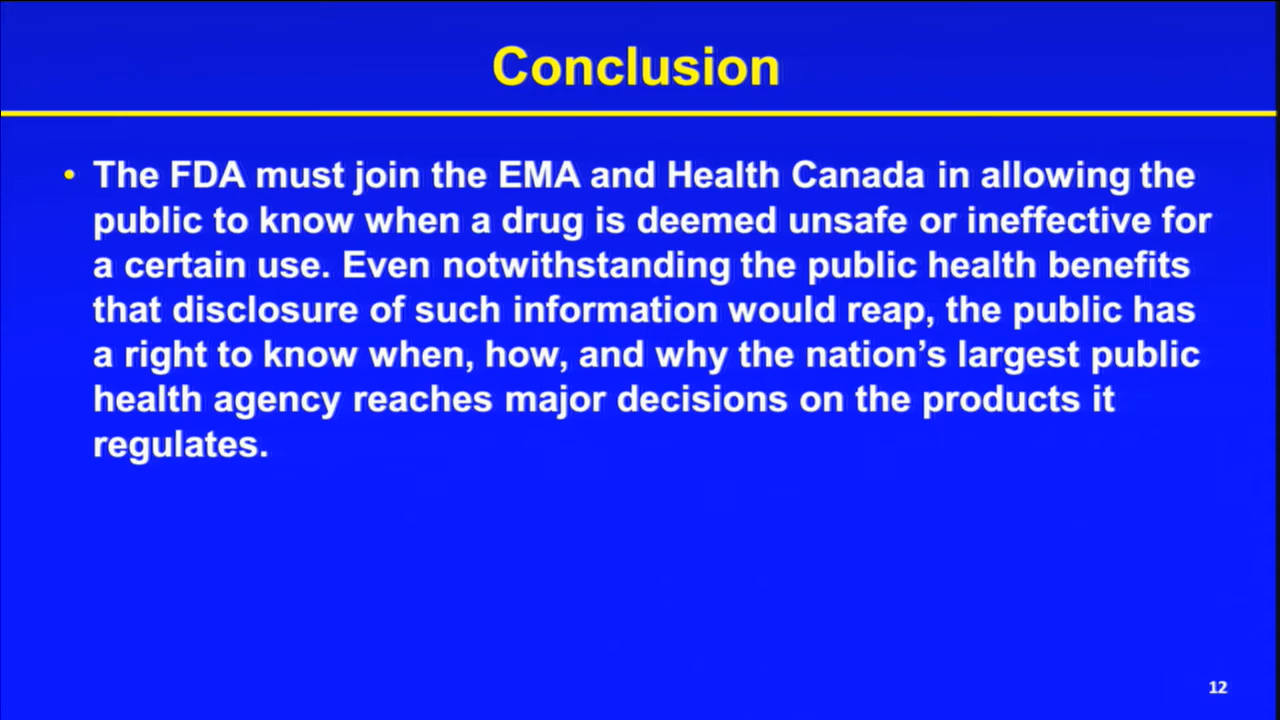 Conclusion
• The FDA must join the EMA and Health Canada in allowing the
public to know when a drug is deemed unsafe or ineffective for
a certain use. Even notwithstanding the public health benefits
that disclosure of such information would reap, the public has
a right to know when, how, and why the nation’s largest public
health agency reaches major decisions on the products it
regulates.
12